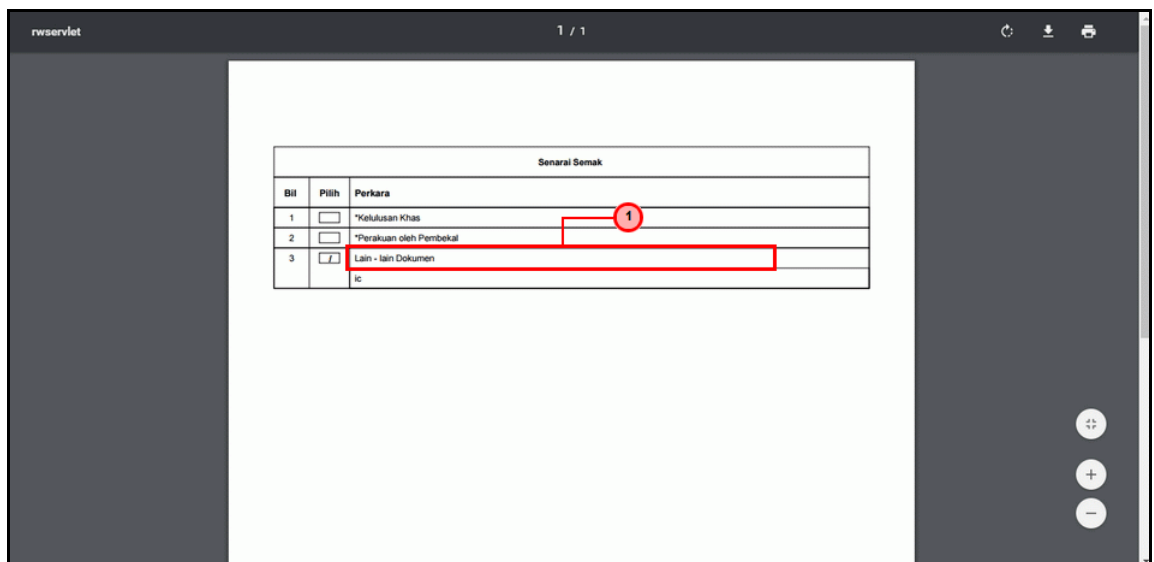 rwservlet
1 / 1
Senarai Semak
Bil Pilih Perkara
1 *Kelulusan Khas
1
2 *Perakuan oleh Pembekal
3 / Lain - lain Dokumen
ic